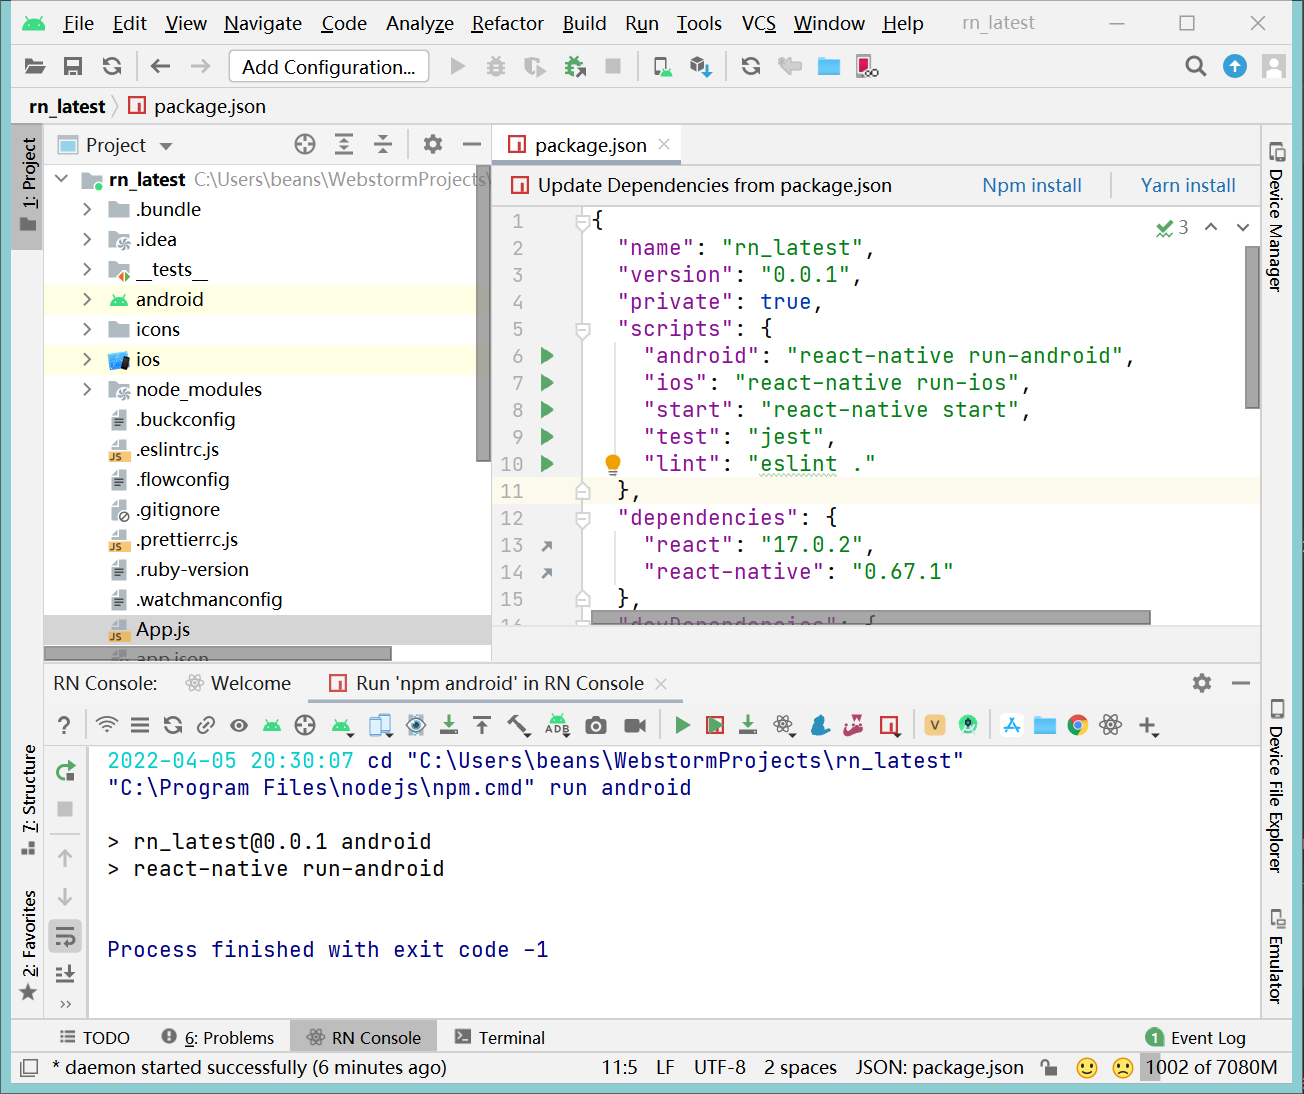 File Edit View Navigate Code Analyze Refactor Build Run Tools VCS Window Help rn_latest
Add Configuration...
rn_latest package.json
1: Project
Project
rn_latest C:\Users\beans\WebstormProjects\
.bundle
.idea
__tests__
android
icons
ios
node_modules
.buckconfig
.eslintrc.js
.flowconfig
.gitignore
.prettierrc.js
.ruby-version
.watchmanconfig
App.js
app.json
package.json
Update Dependencies from package.json Npm install Yarn install
3
1 {
2 "name": "rn_latest",
3 "version": "0.0.1",
4 "private": true,
5 "scripts": {
6 "android": "react-native run-android",
7 "ios": "react-native run-ios",
8 "start": "react-native start",
9 "test": "jest",
10 "lint": "eslint ."
11 },
12 "dependencies": {
13 "react": "17.0.2",
14 "react-native": "0.67.1"
15 },
16 "devDependencies": {
Device Manager
Device File Explorer
Emulator
RN Console: Welcome Run 'npm android' in RN Console
ADB V
7: Structure
2: Favorites
2022-04-05 20:30:07 cd "C:\Users\beans\WebstormProjects\rn_latest"
"C:\Program Files\nodejs\npm.cmd" run android
> rn_latest@0.0.1 android
> react-native run-android
Process finished with exit code -1
TODO 6: Problems RN Console Terminal 1 Event Log
* daemon started successfully (6 minutes ago) 11:5 LF UTF-8 2 spaces JSON: package.json 1002 of 7080M